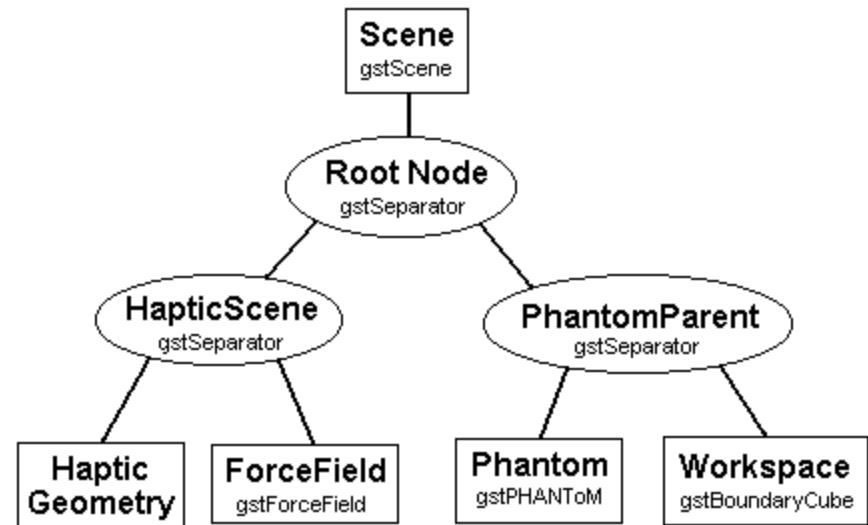 Scene
gstScene
Root Node
gstSeparator
HapticScene
gstSeparator
PhantomParent
gstSeparator
Haptic
Geometry
ForceField
gstForceField
Phantom
gstPHANToM
Workspace
gstBoundaryCube